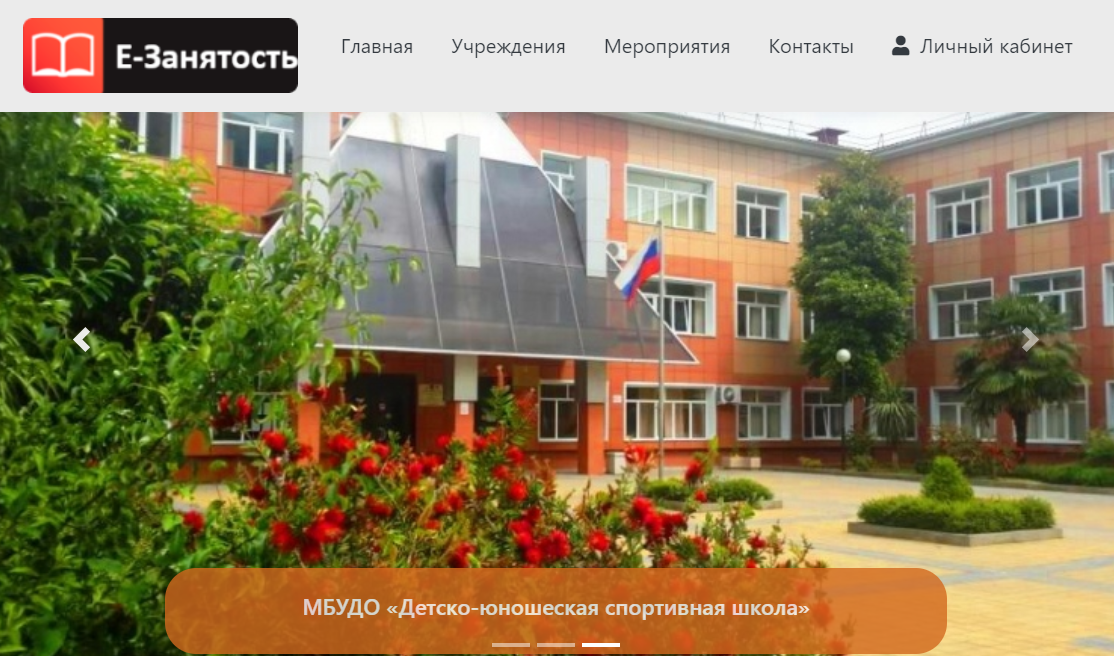 Е-Занятость
Главная
Учреждения
Мероприятия
Контакты
Личный кабинет
МБУДО «Детско-юношеская спортивная школа»